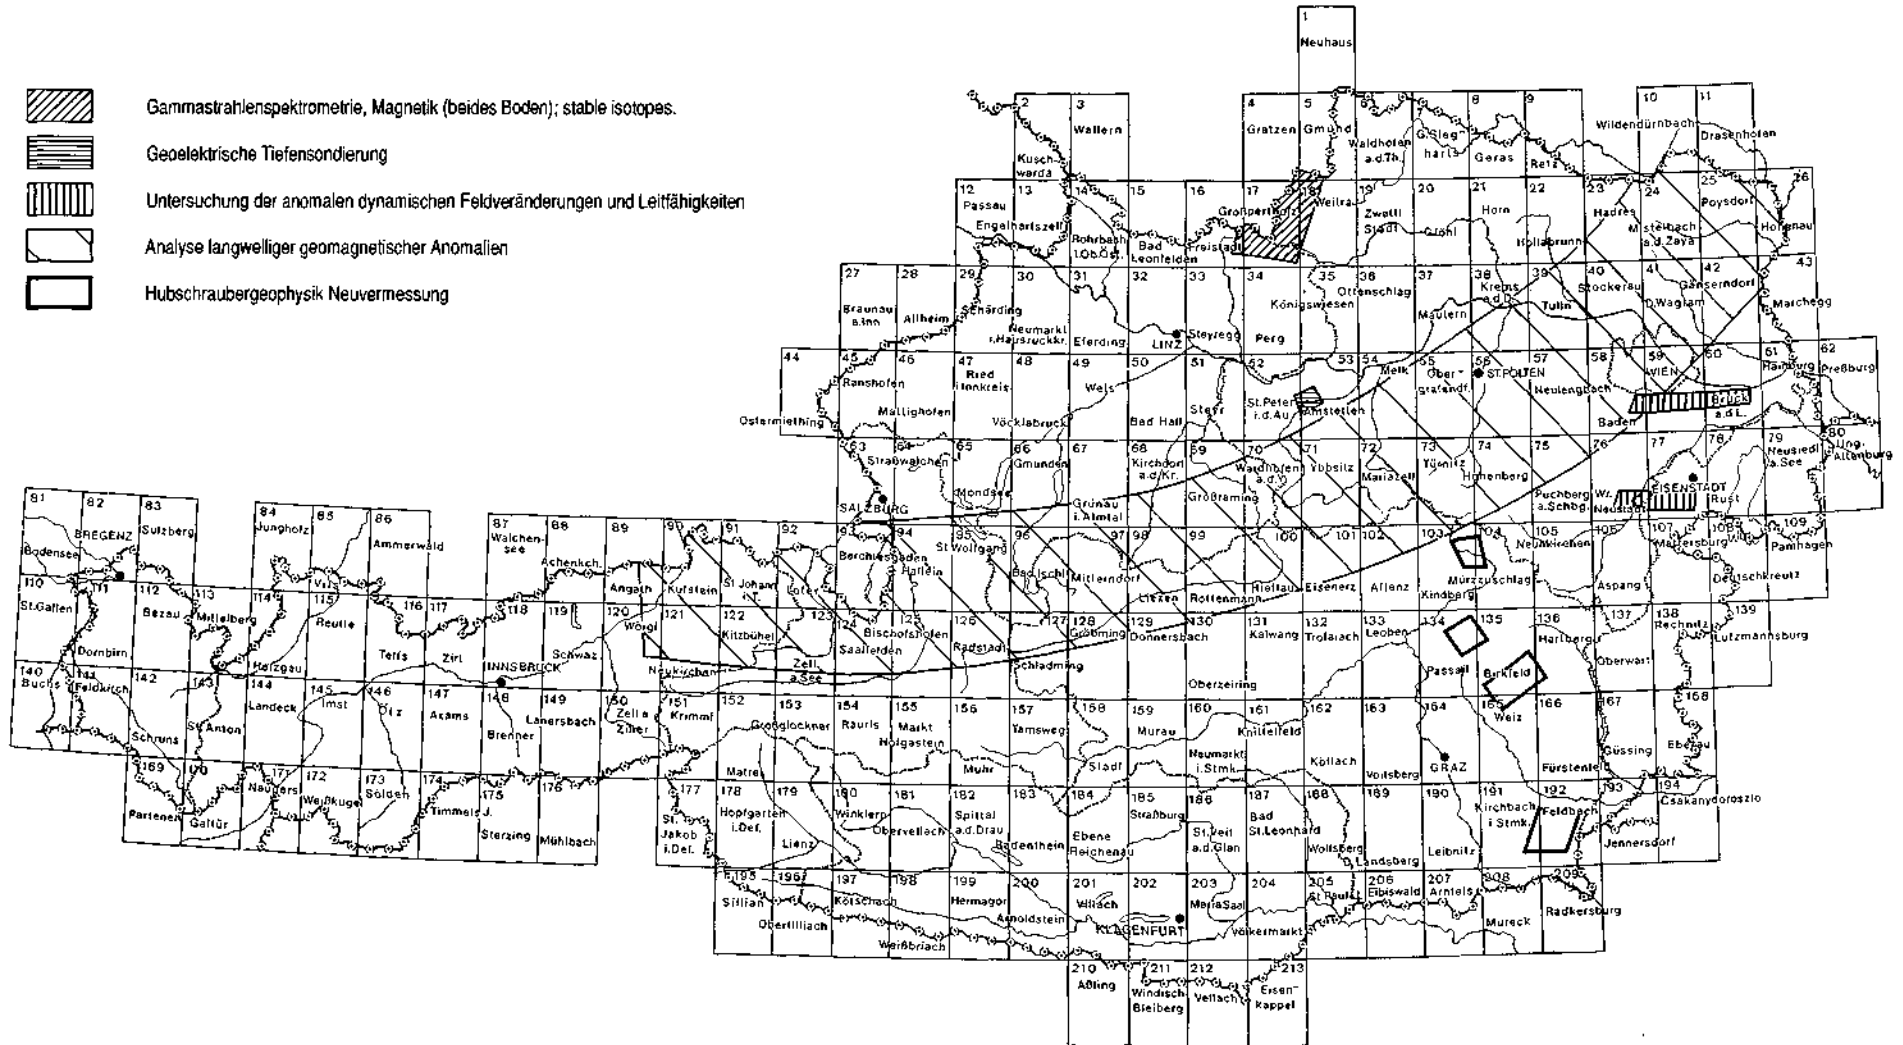 Gammastrahlenspektrometrie, Magnetik (beides Boden); stable isotopes.
Geoelektrische Tiefensondierung
Untersuchung der anomalen dynamischen Feldveränderungen und Leitfähigkeiten
Analyse langwelliger geomagnetischer Anomalien
Hubschraubergeophysik Neuvermessung
1
Neuhaus
2 3 4 5 6 8 9 10 11
Wallern Gratzen Gmünd Wildendürnbach Drasenhofen
Kusch-
warda
Waldhofen
a.d.Th.
G.Sieg-
harts
Geras Retz
12 13 14 15 16 17 18 19 20 21 22 23 24 25 26
Passau Engelhartszell
Rohrbach
i.Ob.Öst.
Bad
Leonfelden
Freistadt Großpertholz Weitra
Zwettl
Stadt
Gföhl Horn Hollabrunn Hadres
Mistelbach
a.d.Zaya
Poysdorf Hohenau
27 28 29 30 31 32 33 34 35 36 37 38 39 40 41 42 43
Braunau
a.Inn
Altheim Schärding
Neumarkt
i.Hausruckkr.
Eferding LINZ Steyregg Perg Königswiesen Ottenschlag Mautern
Krems
a.d.D.
Tulln Stockerau D.Wagram Gänserndorf Marchegg
44 45 46 47 48 49 50 51 52 53 54 55 56 57 58 59 60 61 62
Ostermiething Ranshofen Mattighofen
Ried
i.Innkreis
Vöcklabruck Wels Bad Hall Steyr
St.Peter
i.d.Au
Amstetten Melk
Ober-
grafendf.
ST.PÖLTEN Neulengbach Baden WIEN
Bruck
a.d.L.
Hainburg Preßburg
63 64 65 66 67 68 69 70 71 72 73 74 75 76 77 78 79 80
SALZBURG Straßwalchen Mondsee Gmunden
Grünau
i.Almtal
Kirchdorf
a.d.Kr.
Großraming
Waidhofen
a.d.Y.
Ybbsitz Mariazell Türnitz Hohenberg
Puchberg
a.Schbg.
Wr.
Neustadt
EISENSTADT
Rust
Neusiedl
a.See
Ung.
Altenburg
81 82 83 84 85 86 87 88 89 90 91 92 93 94 95 96 97 98 99 100 101 102 103 104 105 106 107 108 109
Bodensee BREGENZ Sulzberg Jungholz Vils Ammerwald
Walchen-
see
Achenkch. Angath Kufstein
St Johann
i.T.
Lofer Berchtesgaden Hallein St Wolfgang Bad Ischl Mitterndorf Liezen Rottenmann Hieflau Eisenerz Aflenz Kindberg Mürzzuschlag Neunkirchen Aspang Mattersburg Deutschkreutz Pamhagen
110 111 112 113 114 115 116 117 118 119 120 121 122 123 124 125 126 127 128 129 130 131 132 133 134 135 136 137 138 139
St.Gallen Dornbirn Bezau Mittelberg Holzgau Reutte Telfs Zirl INNSBRUCK Schwaz Wörgl Neukirchen Kitzbühel
Zell
a.See
Saalfelden Bischofshofen Radstadt Schladming Gröbming Donnersbach Oberzeiring Kalwang Trofaiach Leoben Passail Birkfeld Hartberg Oberwart Rechnitz Lutzmannsburg
140 141 142 143 144 145 146 147 148 149 150 151 152 153 154 155 156 157 158 159 160 161 162 163 164 165 166 167 168
Buchs Feldkirch Schruns St.Anton Landeck Imst Ötz Axams Brenner Lanersbach
Zell a
Ziller
Krimml Matrei Großglockner Rauris
Markt
Hofgastein
Muhr Tamsweg Stadl Murau
Neumarkt
i.Stmk.
Knittelfeld Köflach Voitsberg GRAZ Weiz Fürstenfeld Güssing Eberau
169 170 171 172 173 174 175 176 177 178 179 180 181 182 183 184 185 186 187 188 189 190 191 192 193 194
Partenen Galtür Nauders Weißkugel Sölden Timmels J. Sterzing Mühlbach
St.
Jakob
i.Def.
Hopfgarten
i.Def.
Lienz Winklern Obervellach
Spittal
a.d.Drau
Radenthein
Ebene
Reichenau
Straßburg
St.Veit
a.d.Glan
Bad
St.Leonhard
Wolfsberg D.Landsberg Leibnitz
Kirchbach
i Stmk.
Feldbach Jennersdorf Csakanydoroszlo
195 196 197 198 199 200 201 202 203 204 205 206 207 208 209
Sillian Obertilliach Kötschach Weißbriach Hermagor Arnoldstein Villach KLAGENFURT Maria Saal Völkermarkt St Paul Eibiswald Arnfels Mureck Radkersburg
210 211 212 213
Aßling
Windisch
Bleiberg
Vellach
Eisen-
kappel